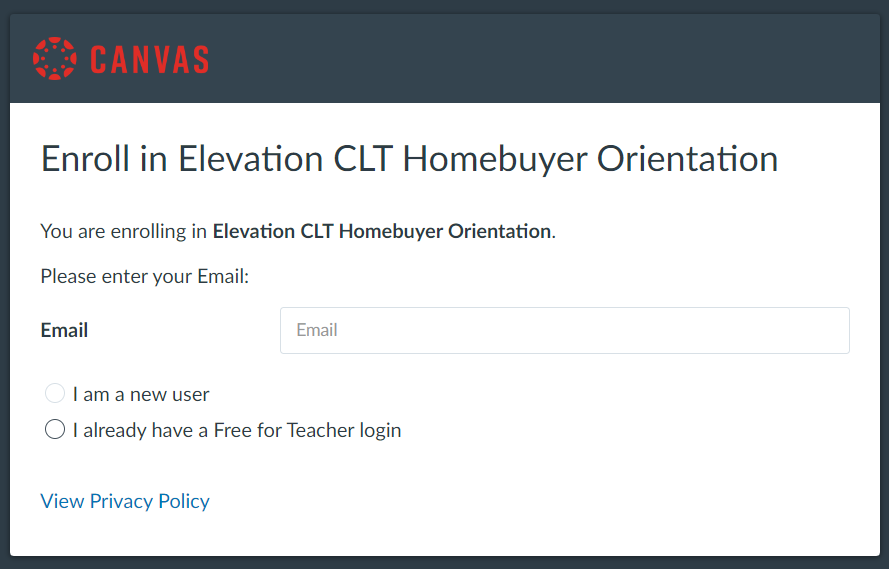 CANVAS
Enroll in Elevation CLT Homebuyer Orientation
You are enrolling in Elevation CLT Homebuyer Orientation.
Please enter your Email:
Email
Email
I am a new user
I already have a Free for Teacher login
View Privacy Policy